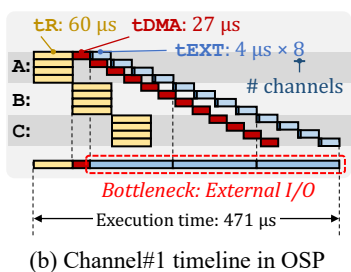 tR: 60 µs tDMA: 27 µs
tEXT: 4 µs × 8
# channels
A:
B:
C:
Bottleneck: External I/O
Execution time: 471 µs
(b) Channel#1 timeline in OSP